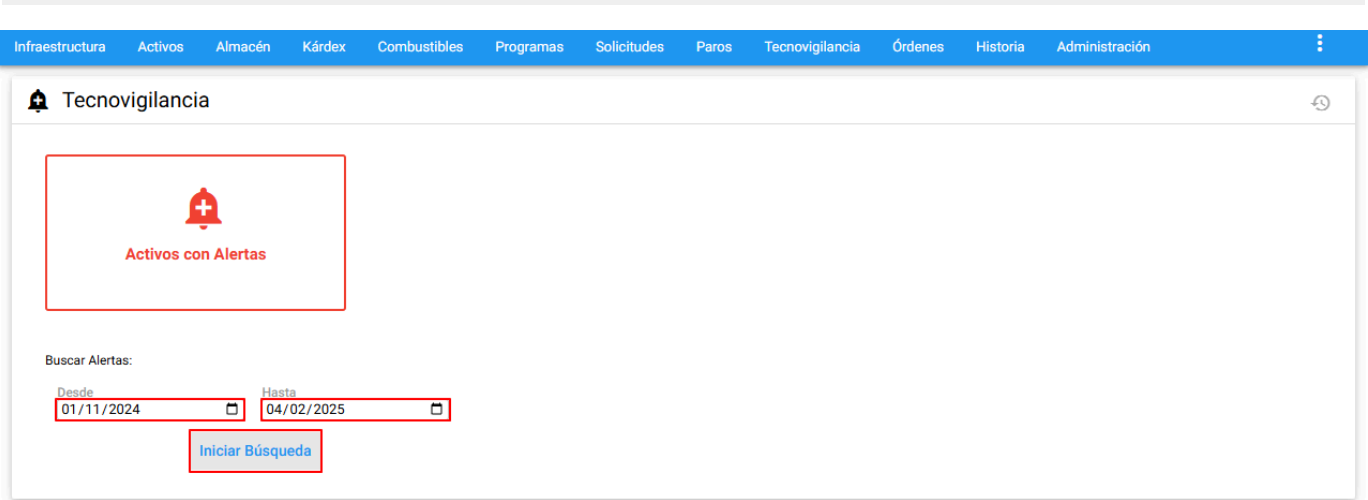 Infraestructura Activos Almacén Kárdex Combustibles Programas Solicitudes Paros Tecnovigilancia Órdenes Historia Administración
Tecnovigilancia
Activos con Alertas
Buscar Alertas:
Desde Hasta
01/11/2024 04/02/2025
Iniciar Búsqueda